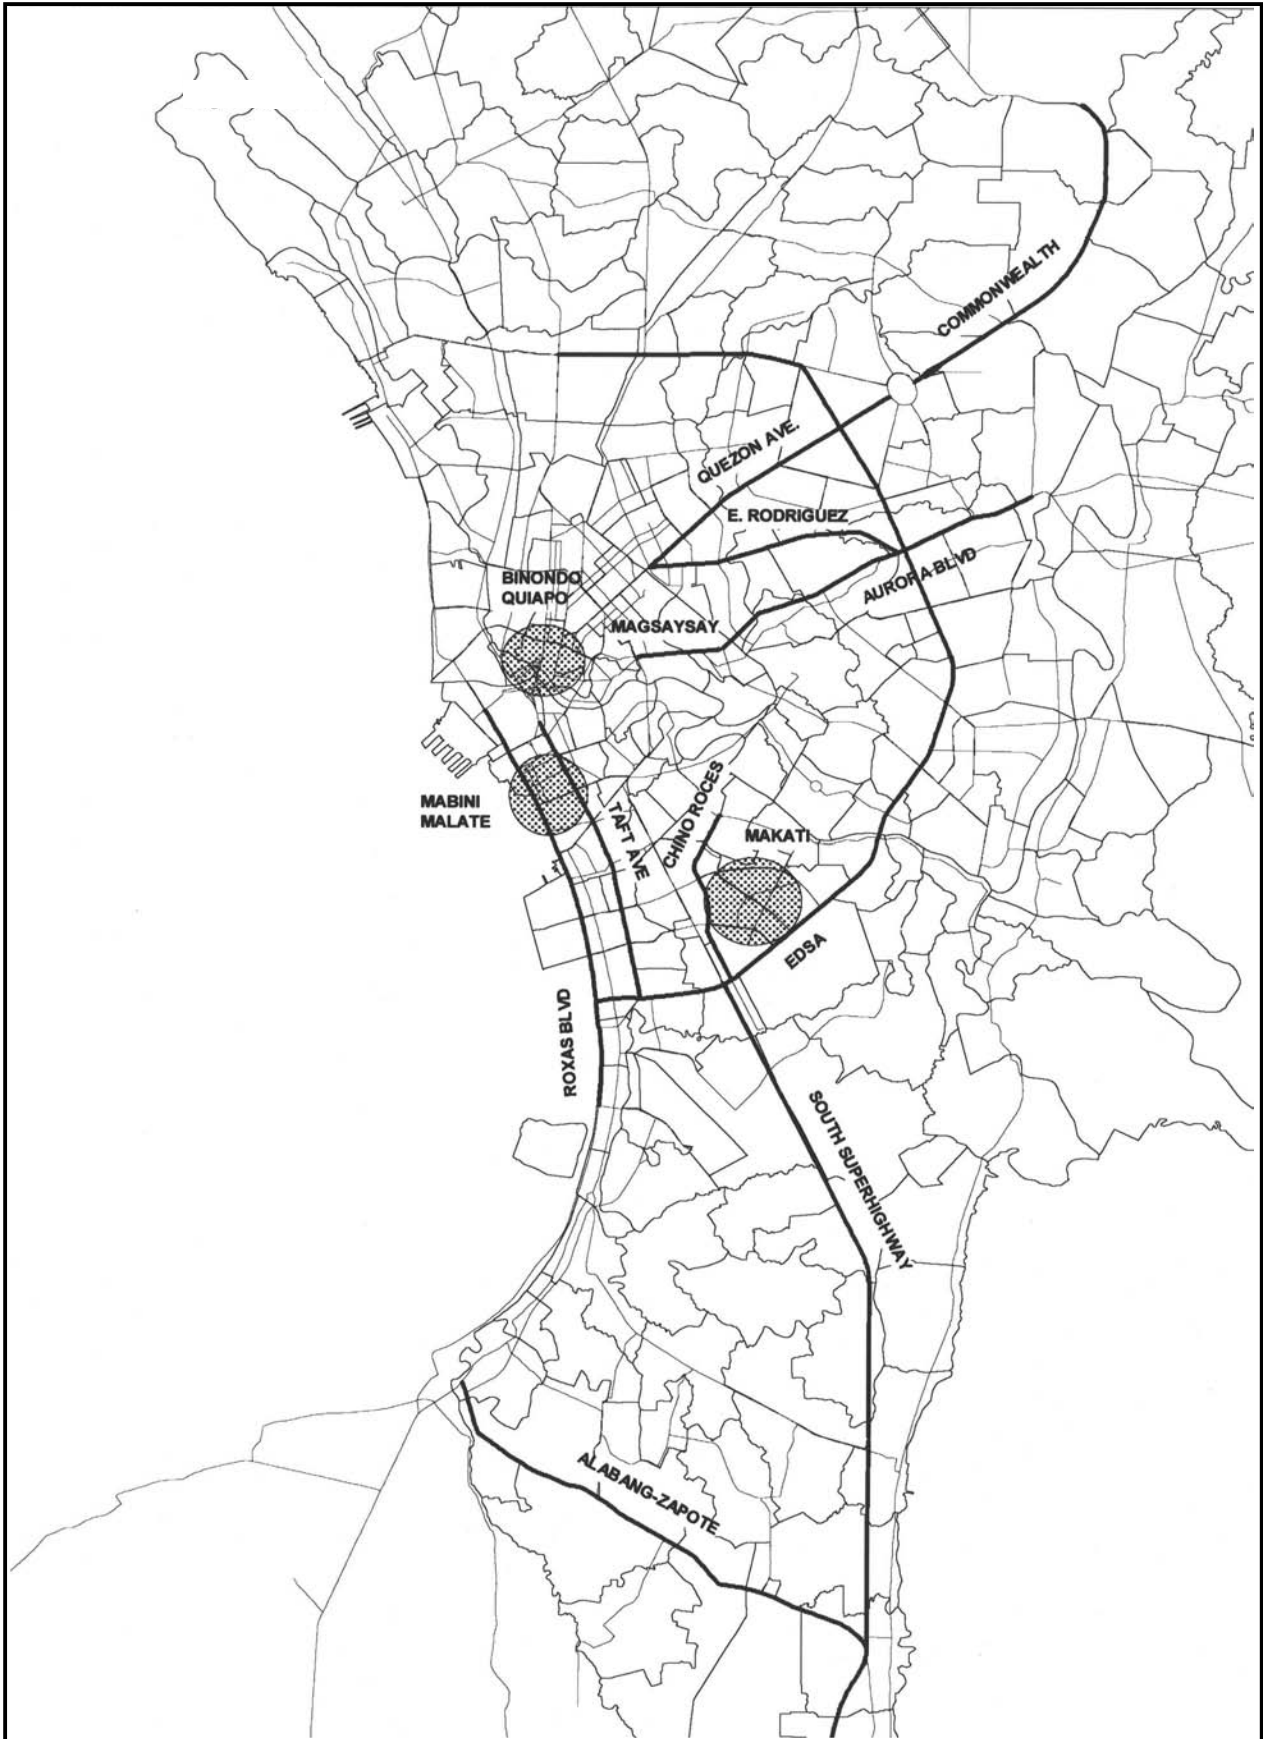 COMMONWEALTH
QUEZON AVE.
E. RODRIGUEZ
AURORA BLVD
BINONDO
QUIAPO
MAGSAYSAY
MABINI
MALATE
TAFT AVE
CHINO ROCES
MAKATI
EDSA
ROXAS BLVD
SOUTH SUPERHIGHWAY
ALABANG-ZAPOTE